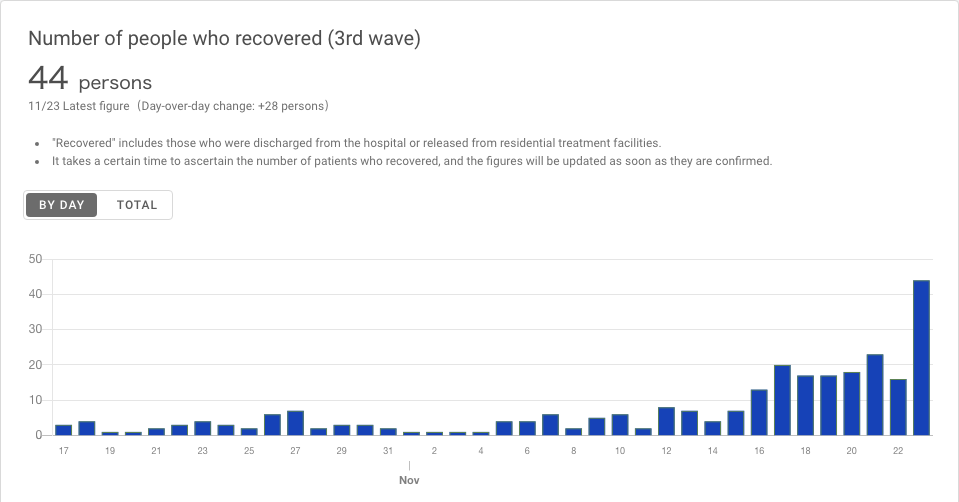 Number of people who recovered (3rd wave)
44 persons
11/23 Latest figure（Day-over-day change: +28 persons）
"Recovered" includes those who were discharged from the hospital or released from residential treatment facilities.
It takes a certain time to ascertain the number of patients who recovered, and the figures will be updated as soon as they are confirmed.
BY DAY TOTAL
50
40
30
20
10
0
17 19 21 23 25 27 29 31 2 4 6 8 10 12 14 16 18 20 22
Nov